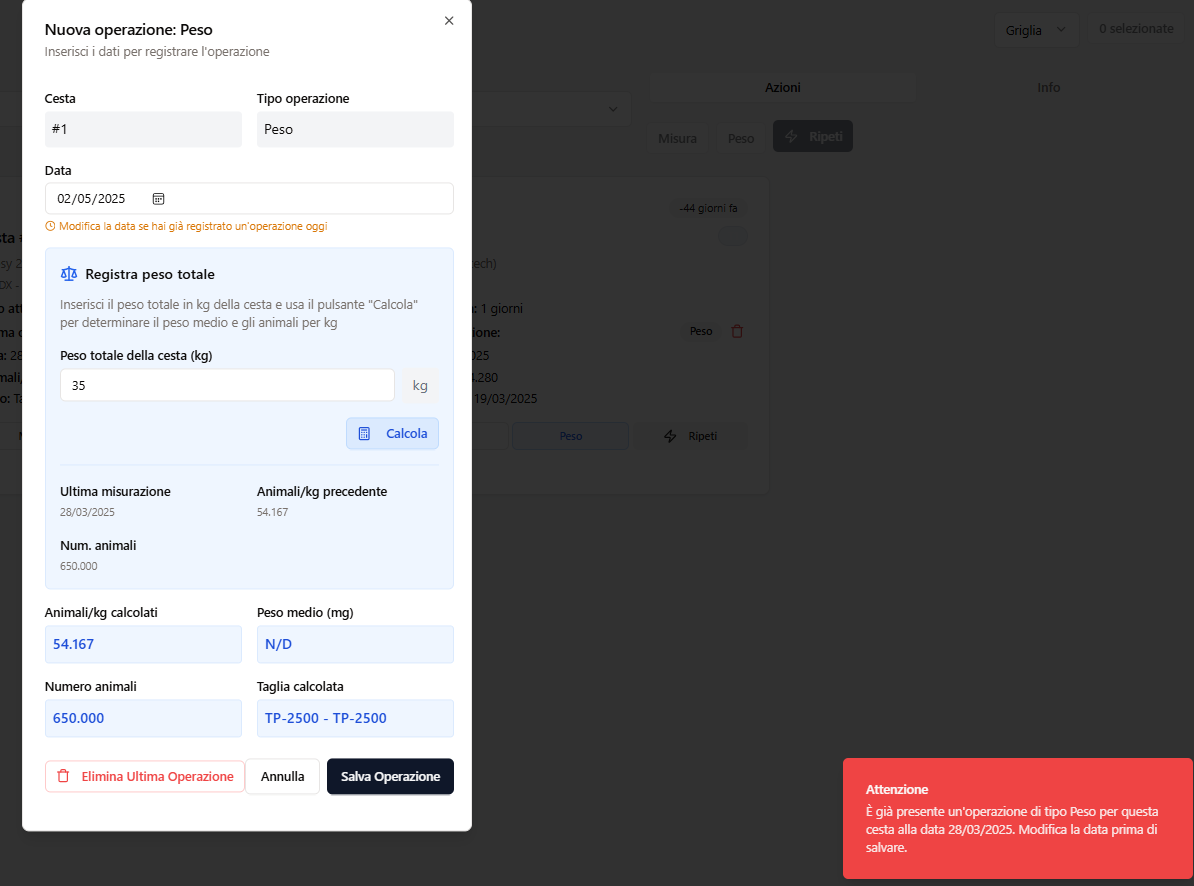 Nuova operazione: Peso
Inserisci i dati per registrare l'operazione
Cesta
Tipo operazione
#1
Peso
Data
02/05/2025
Modifica la data se hai già registrato un'operazione oggi
Registra peso totale
Inserisci il peso totale in kg della cesta e usa il pulsante "Calcola"
per determinare il peso medio e gli animali per kg
Peso totale della cesta (kg)
35
kg
Calcola
Ultima misurazione
Animali/kg precedente
28/03/2025
54.167
Num. animali
650.000
Animali/kg calcolati
Peso medio (mg)
54.167
N/D
Numero animali
Taglia calcolata
650.000
TP-2500 - TP-2500
Elimina Ultima Operazione
Annulla
Salva Operazione
Griglia
0 selezionate
Azioni
Info
Misura
Peso
Ripeti
-44 giorni fa
1 giorni
Peso
19/03/2025
Peso
Ripeti
Attenzione
È già presente un'operazione di tipo Peso per questa
cesta alla data 28/03/2025. Modifica la data prima di
salvare.